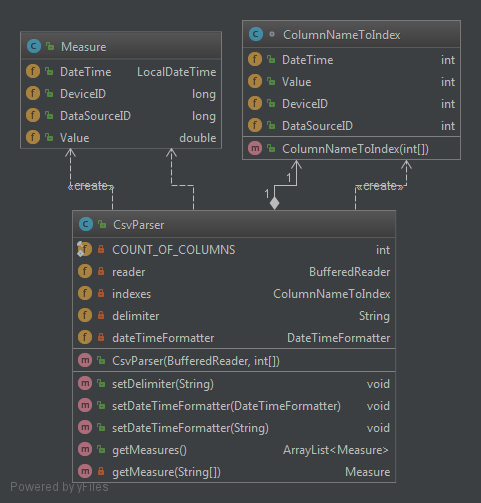 Measure
DateTime LocalDateTime
DeviceID long
DataSourceID long
Value double
ColumnNameToIndex
DateTime int
Value int
DeviceID int
DataSourceID int
ColumnNameToIndex(int[])
«create»
1
1
«create»
CsvParser
COUNT_OF_COLUMNS int
reader BufferedReader
indexes ColumnNameToIndex
delimiter String
dateTimeFormatter DateTimeFormatter
CsvParser(BufferedReader, int[])
setDelimiter(String) void
setDateTimeFormatter(DateTimeFormatter) void
setDateTimeFormatter(String) void
getMeasures() ArrayList<Measure>
getMeasure(String[]) Measure
Powered by yFiles